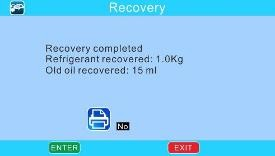 Recovery
Recovery completed
Refrigerant recovered: 1.0Kg
Old oil recovered: 15 ml
No
ENTER EXIT